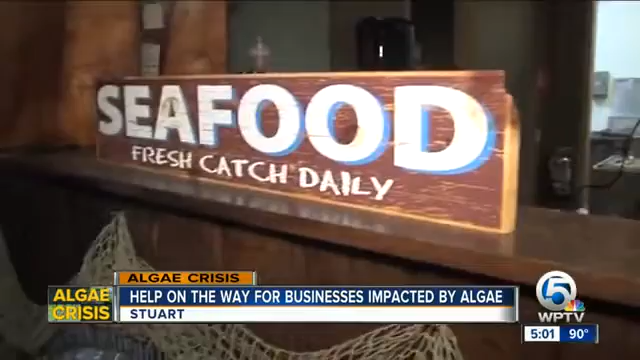 SEAFOOD
FRESH CATCH DAILY
ALGAE CRISIS
ALGAE CRISIS
HELP ON THE WAY FOR BUSINESSES IMPACTED BY ALGAE
STUART
5
WPTV
5:01 90°